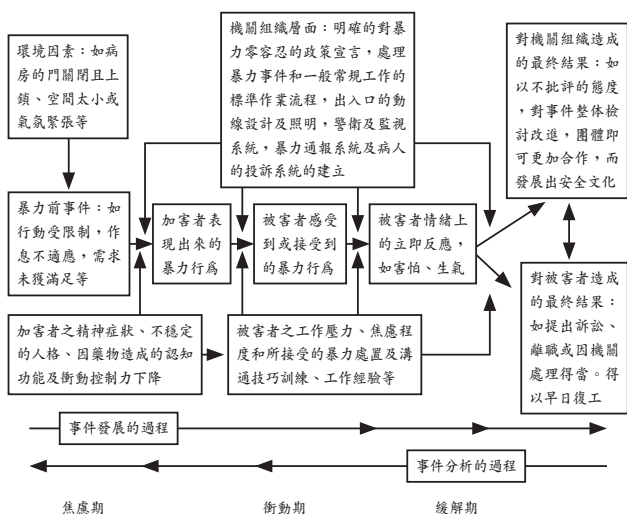 環境因素：如病
房的門關閉且上
鎖、空間太小或
氣氛緊張等
機關組織層面：明確的對暴
力零容忍的政策宣言，處理
暴力事件和一般常規工作的
標準作業流程，出入口的動
線設計及照明，警衛及監視
系統，暴力通報系統及病人
的投訴系統的建立
對機關組織造成
的最終結果：如
以不批評的態度
，對事件整体檢
討改進，團體即
可更加合作，而
發展出安全文化
暴力前事件：如
行動受限制，作
息不適應，需求
未獲滿足等
加害者表
現出來的
暴力行爲
被害者感受
到或接受到
的暴力行爲
被害者情緒上
的立即反應，
如害怕、生氣
對被害者造成
的最終結果：
如提出訴訟、
離職或因機關
處理得當。得
以早日復工
加害者之精神症狀、不穩定
的人格、因藥物造成的認知
功能及衝動控制力下降
被害者之工作壓力、焦慮程
度和所接受的暴力處置及溝
通技巧訓練、工作經驗等
事件發展的過程
事件分析的過程
焦慮期
衝動期
緩解期